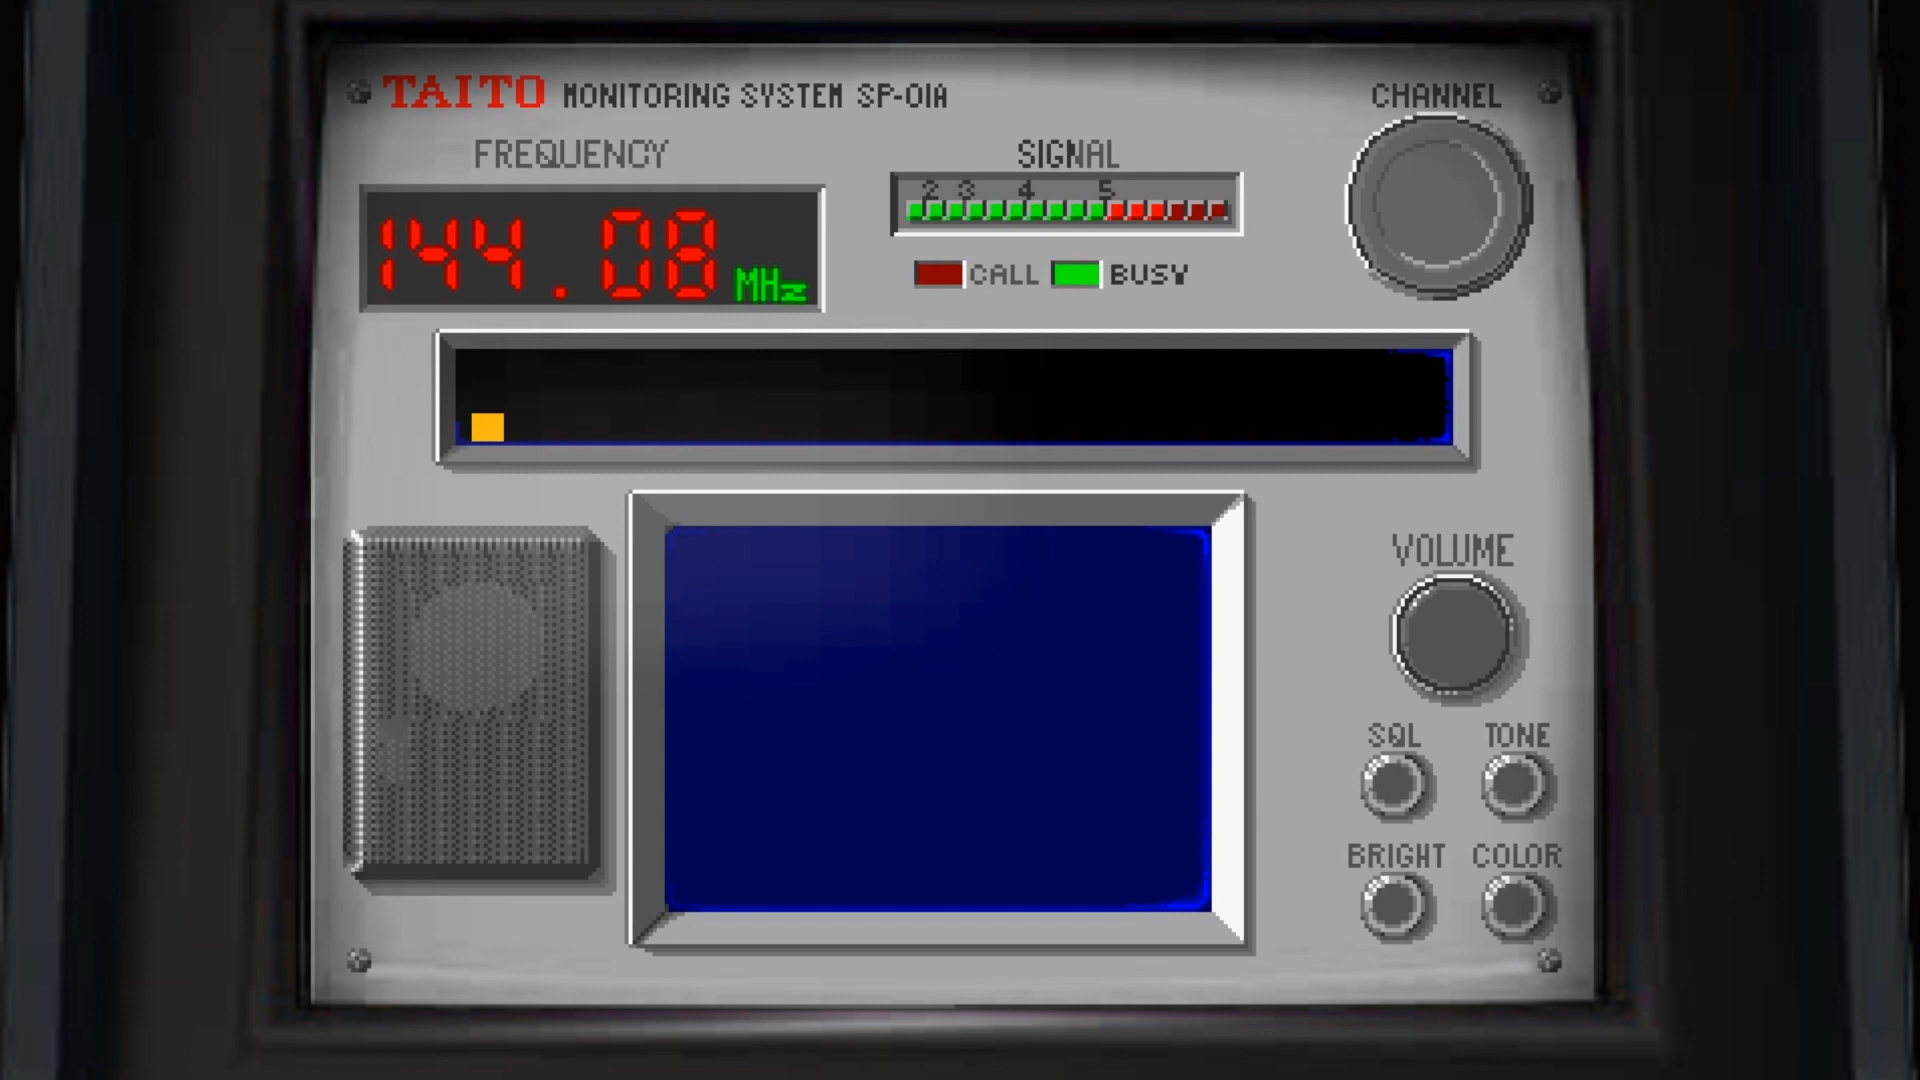 TAITO MONITORING SYSTEM SP-01A
CHANNEL
FREQUENCY
SIGNAL
2 3 4 5
144.08 MHz
CALL BUSY
VOLUME
SQL TONE
BRIGHT COLOR